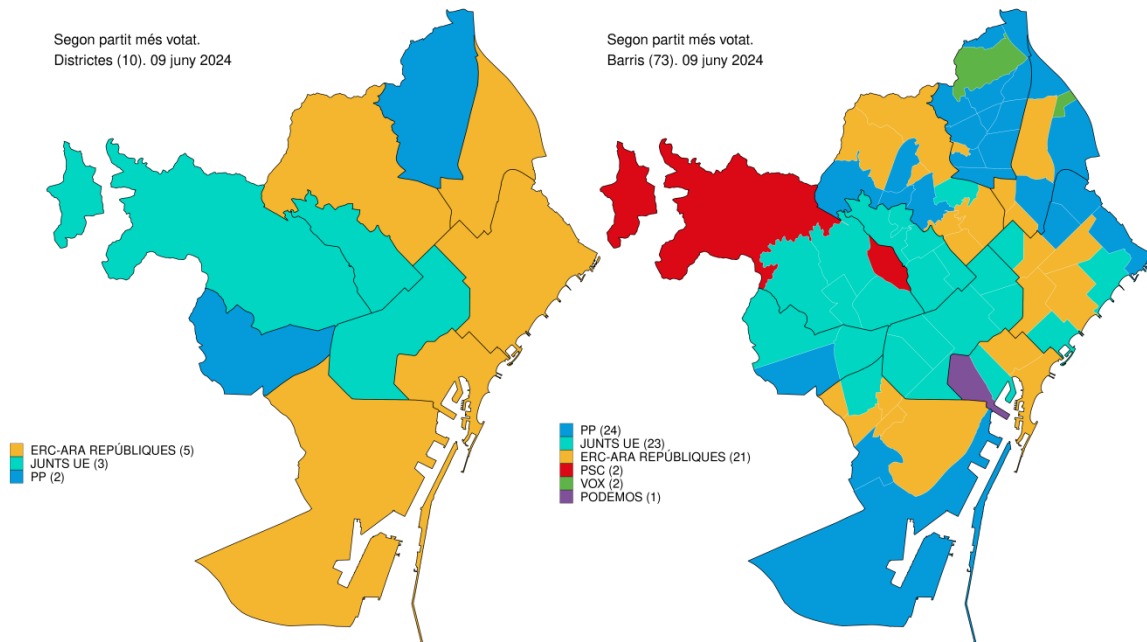 Segon partit més votat.
Districtes (10). 09 juny 2024
ERC-ARA REPÚBLIQUES (5)
JUNTS UE (3)
PP (2)
Segon partit més votat.
Barris (73). 09 juny 2024
PP (24)
JUNTS UE (23)
ERC-ARA REPÚBLIQUES (21)
PSC (2)
VOX (2)
PODEMOS (1)